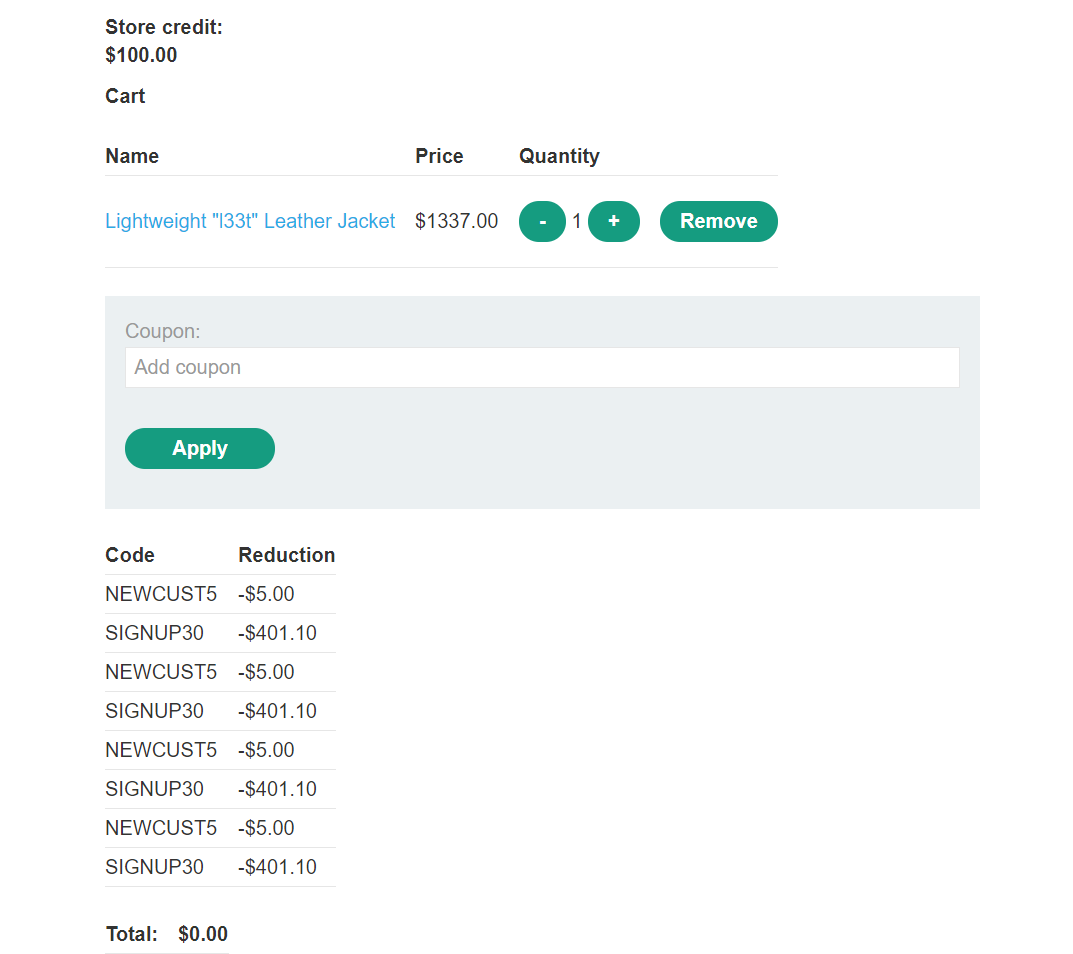 Store credit:
$100.00
Cart
Name Price Quantity
Lightweight "l33t" Leather Jacket $1337.00 - 1 + Remove
Coupon:
Add coupon
Apply
Code Reduction
NEWCUST5 -$5.00
SIGNUP30 -$401.10
NEWCUST5 -$5.00
SIGNUP30 -$401.10
NEWCUST5 -$5.00
SIGNUP30 -$401.10
NEWCUST5 -$5.00
SIGNUP30 -$401.10
Total: $0.00